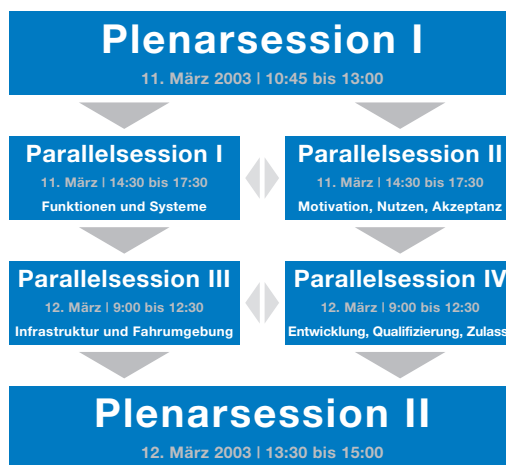 Plenarsession I
11. März 2003 | 10:45 bis 13:00
Parallelsession I
11. März | 14:30 bis 17:30
Funktionen und Systeme
Parallelsession II
11. März | 14:30 bis 17:30
Motivation, Nutzen, Akzeptanz
Parallelsession III
12. März | 9:00 bis 12:30
Infrastruktur und Fahrumgebung
Parallelsession IV
12. März | 9:00 bis 12:30
Entwicklung, Qualifizierung, Zulass
Plenarsession II
12. März 2003 | 13:30 bis 15:00